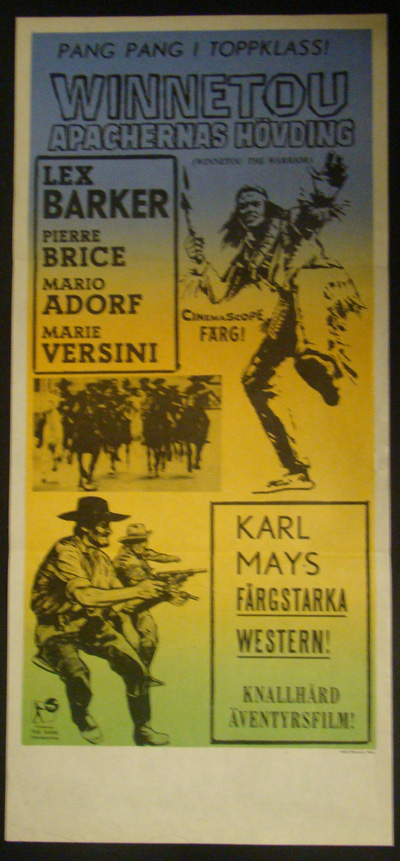 PANG PANG I TOPPKLASS!
WINNETOU
APACHERNAS HÖVDING
(WINNETOU THE WARRIOR)
LEX
BARKER
PIERRE
BRICE
MARIO
ADORF
MARIE
VERSINI
CINEMASCOPE
FÄRG!
KARL
MAYS
FÄRGSTARKA
WESTERN!
KNALLHÅRD
ÄVENTYRSFILM!